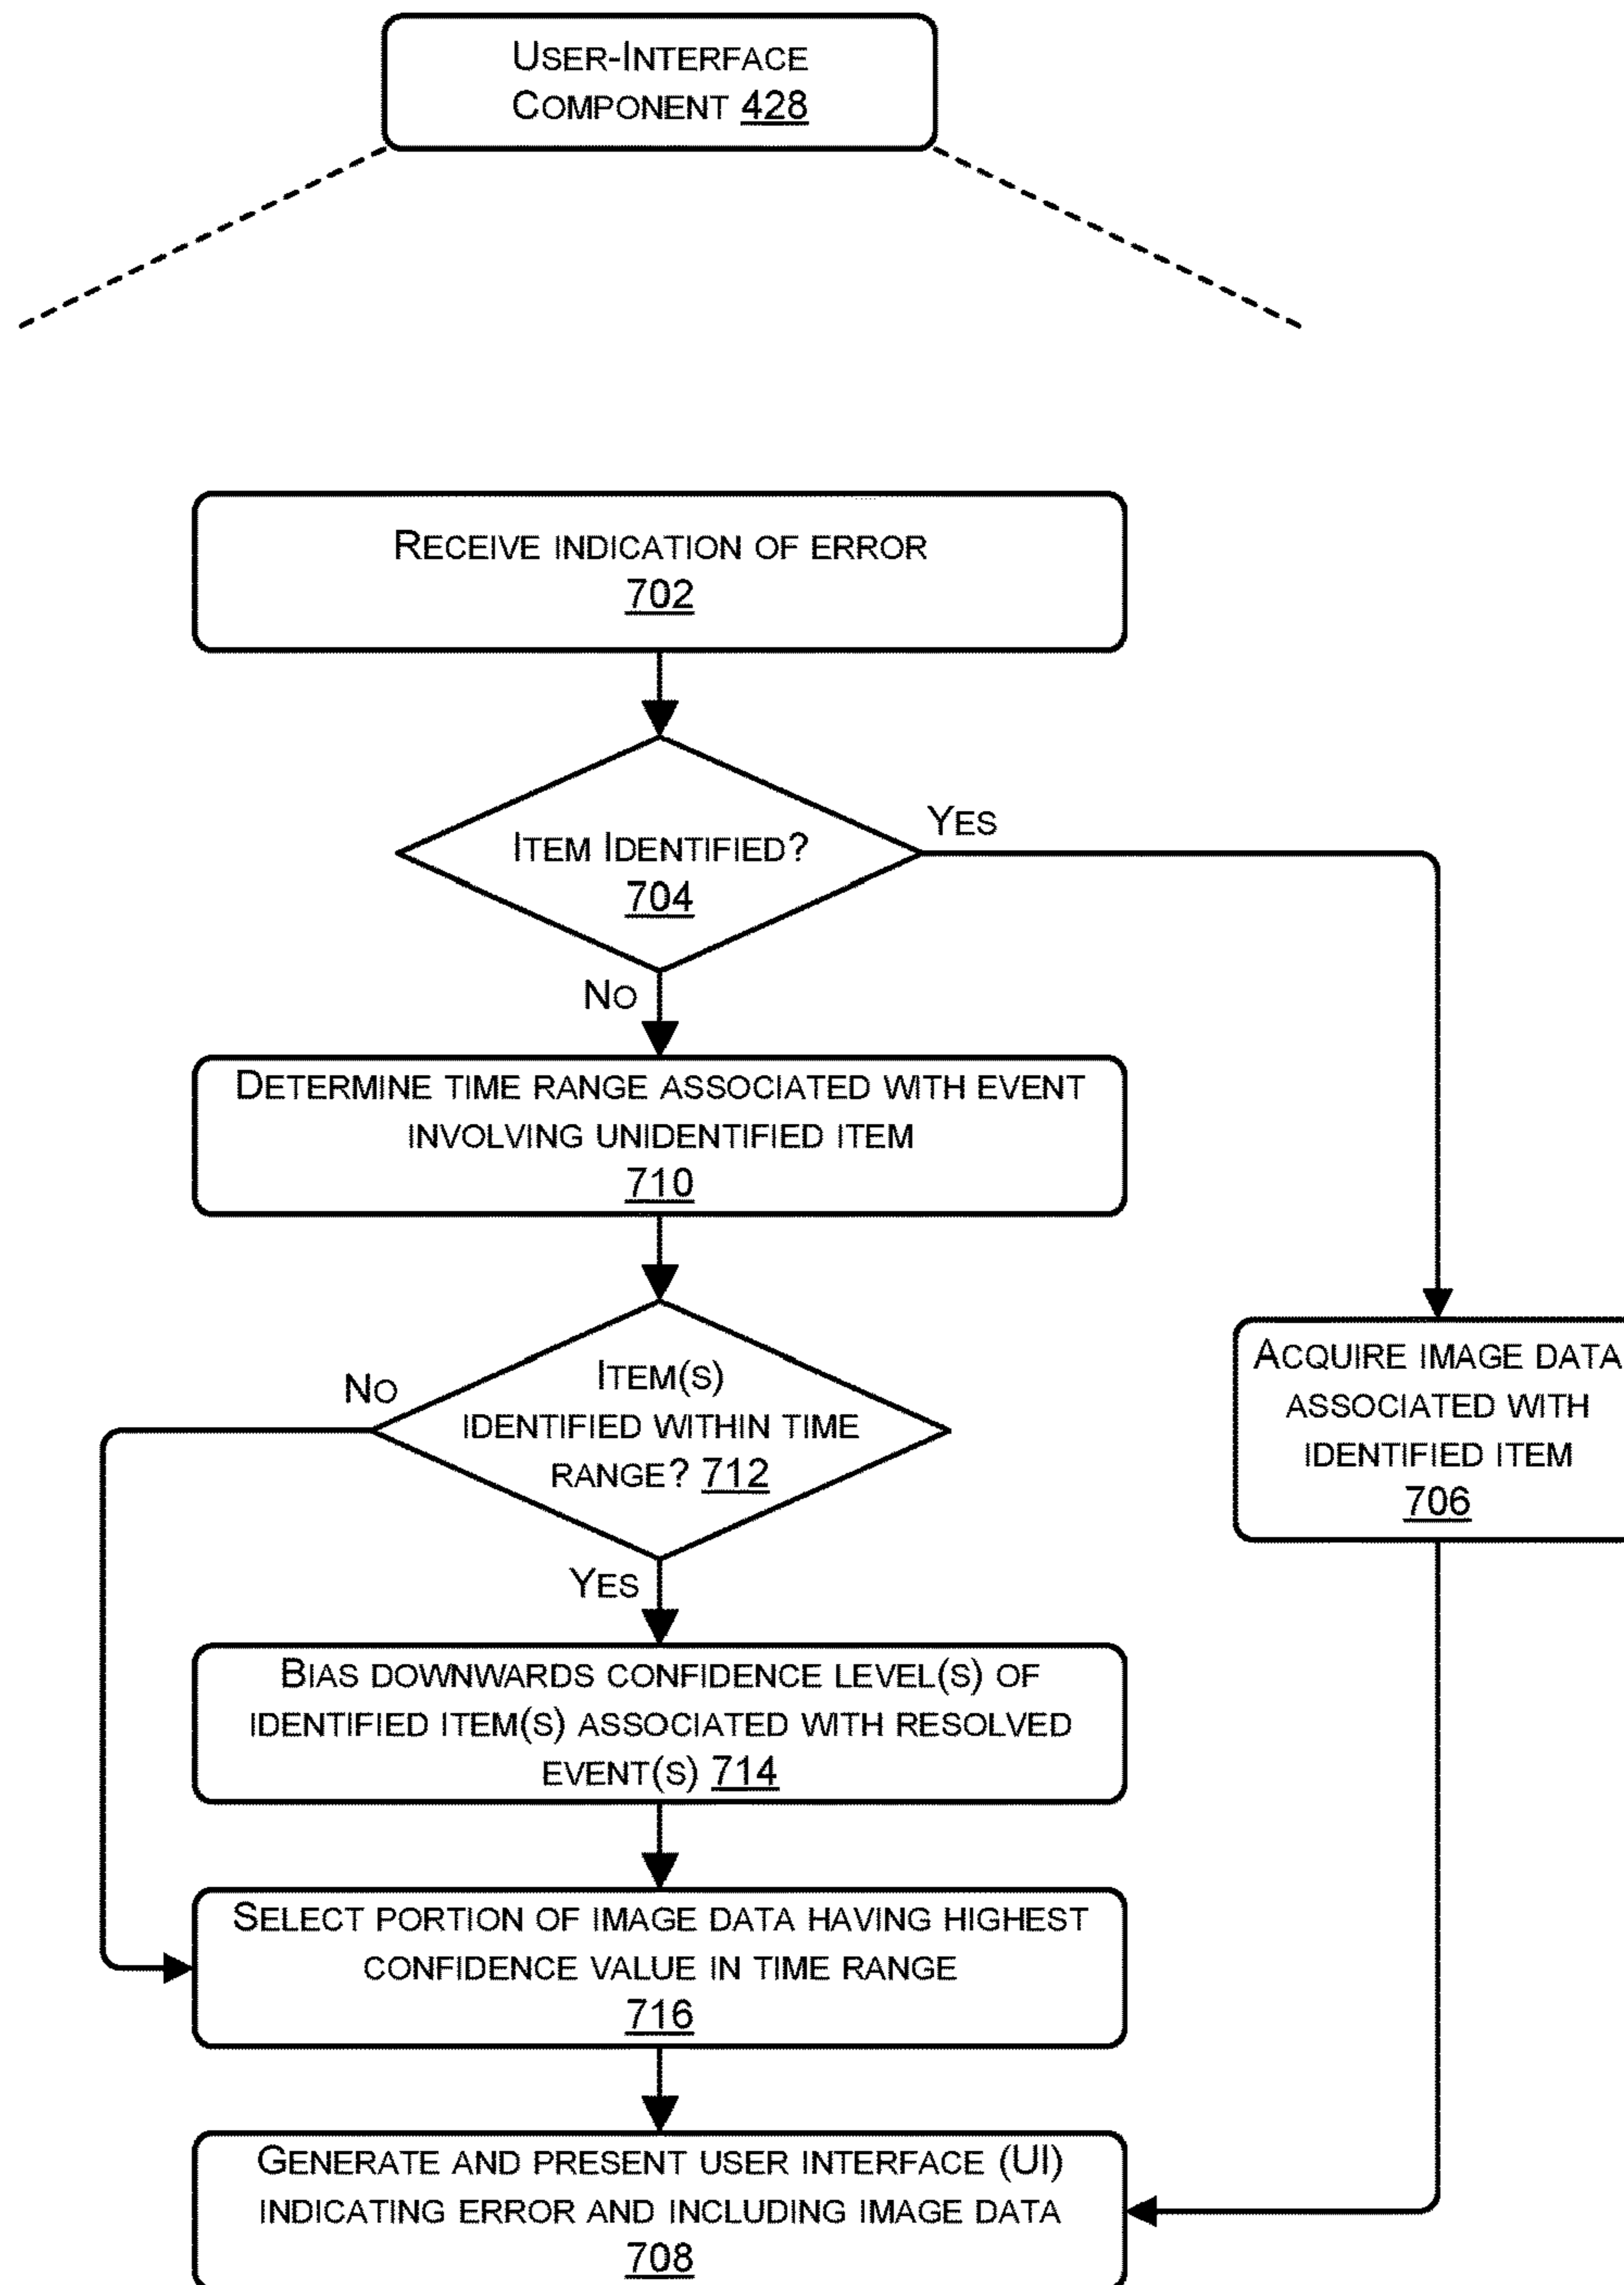 USER-INTERFACE
COMPONENT 428
RECEIVE INDICATION OF ERROR
702
ITEM IDENTIFIED?
704
YES
NO
DETERMINE TIME RANGE ASSOCIATED WITH EVENT
INVOLVING UNIDENTIFIED ITEM
710
ITEM(S)
IDENTIFIED WITHIN TIME
RANGE? 712
NO
YES
ACQUIRE IMAGE DATA
ASSOCIATED WITH
IDENTIFIED ITEM
706
BIAS DOWNWARDS CONFIDENCE LEVEL(S) OF
IDENTIFIED ITEM(S) ASSOCIATED WITH RESOLVED
EVENT(S) 714
SELECT PORTION OF IMAGE DATA HAVING HIGHEST
CONFIDENCE VALUE IN TIME RANGE
716
GENERATE AND PRESENT USER INTERFACE (UI)
INDICATING ERROR AND INCLUDING IMAGE DATA
708